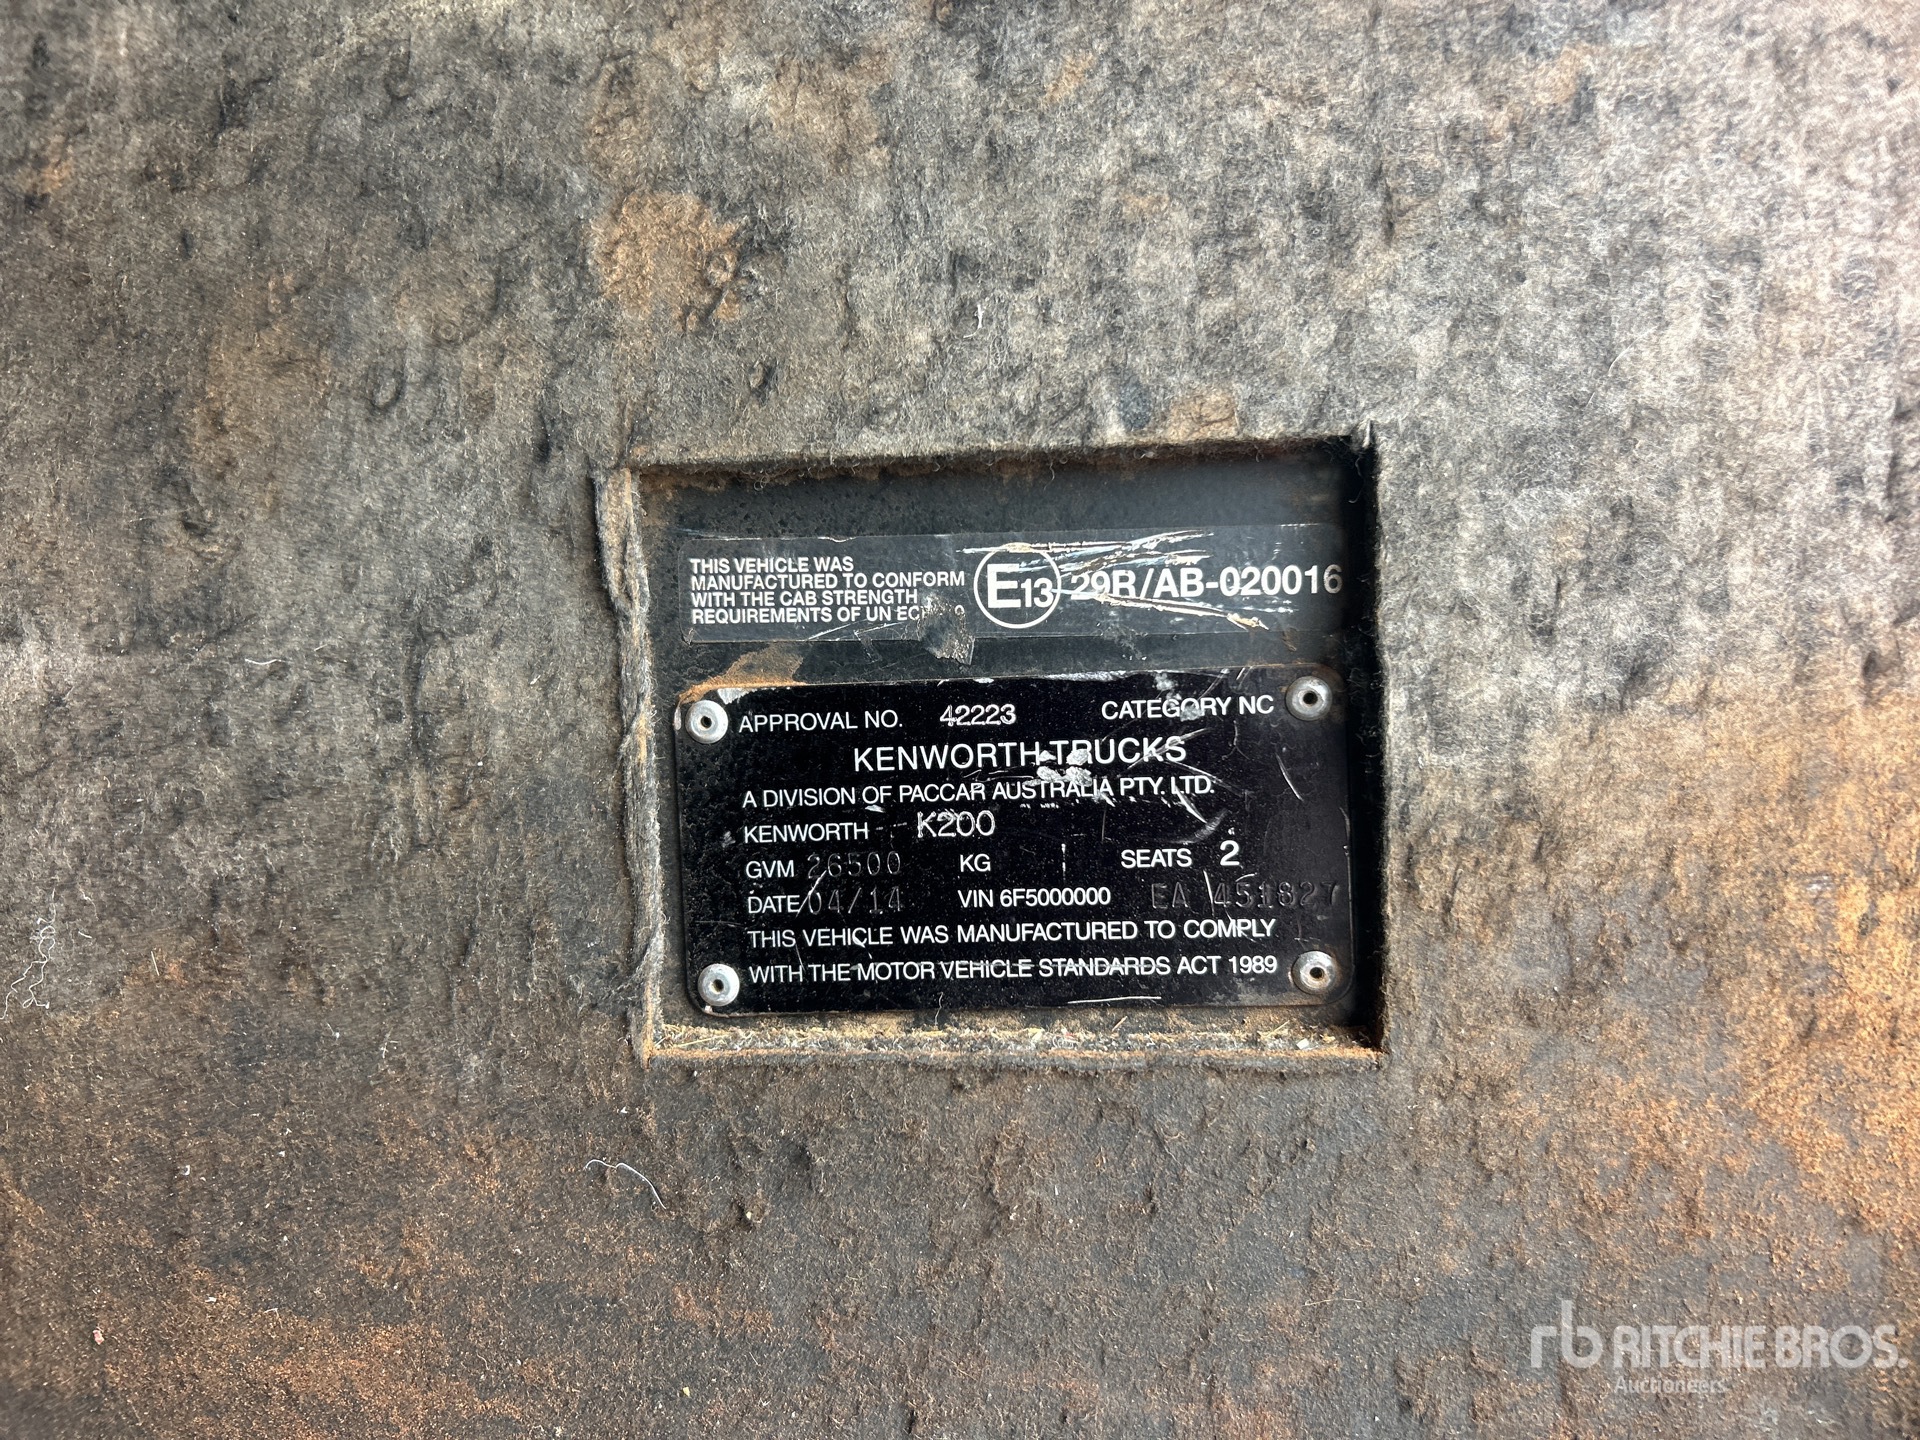 THIS VEHICLE WAS
MANUFACTURED TO CONFORM
WITH THE CAB STRENGTH
REQUIREMENTS OF UN
E13 29R/AB-020016
APPROVAL NO. 42223 CATEGORY NC
KENWORTH TRUCKS
A DIVISION OF PACCAR AUSTRALIA PTY. LTD.
KENWORTH K200
GVM 26500 KG SEATS 2
DATE 04/14 VIN 6F5000000 EA 451827
THIS VEHICLE WAS MANUFACTURED TO COMPLY
WITH THE MOTOR VEHICLE STANDARDS ACT 1989
rb RITCHIE BROS.
Auctioneers